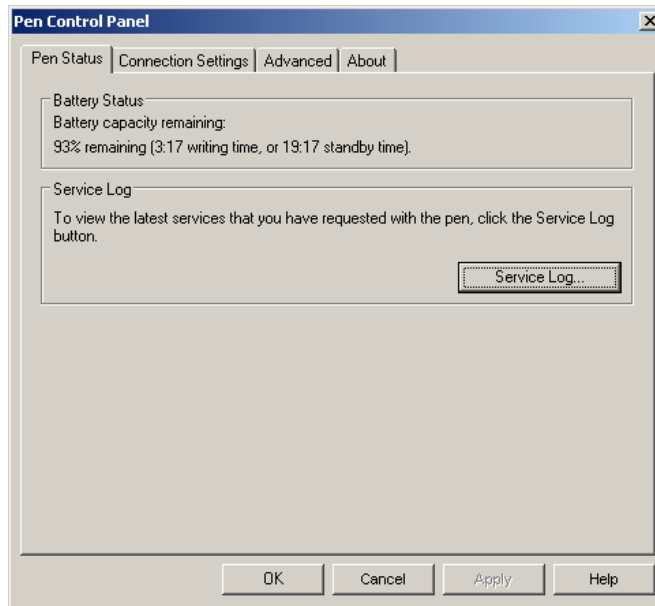 Pen Control Panel
Pen Status Connection Settings Advanced About
Battery Status
Battery capacity remaining:
93% remaining (3:17 writing time, or 19:17 standby time).
Service Log
To view the latest services that you have requested with the pen, click the Service Log
button.
Service Log...
OK Cancel Apply Help